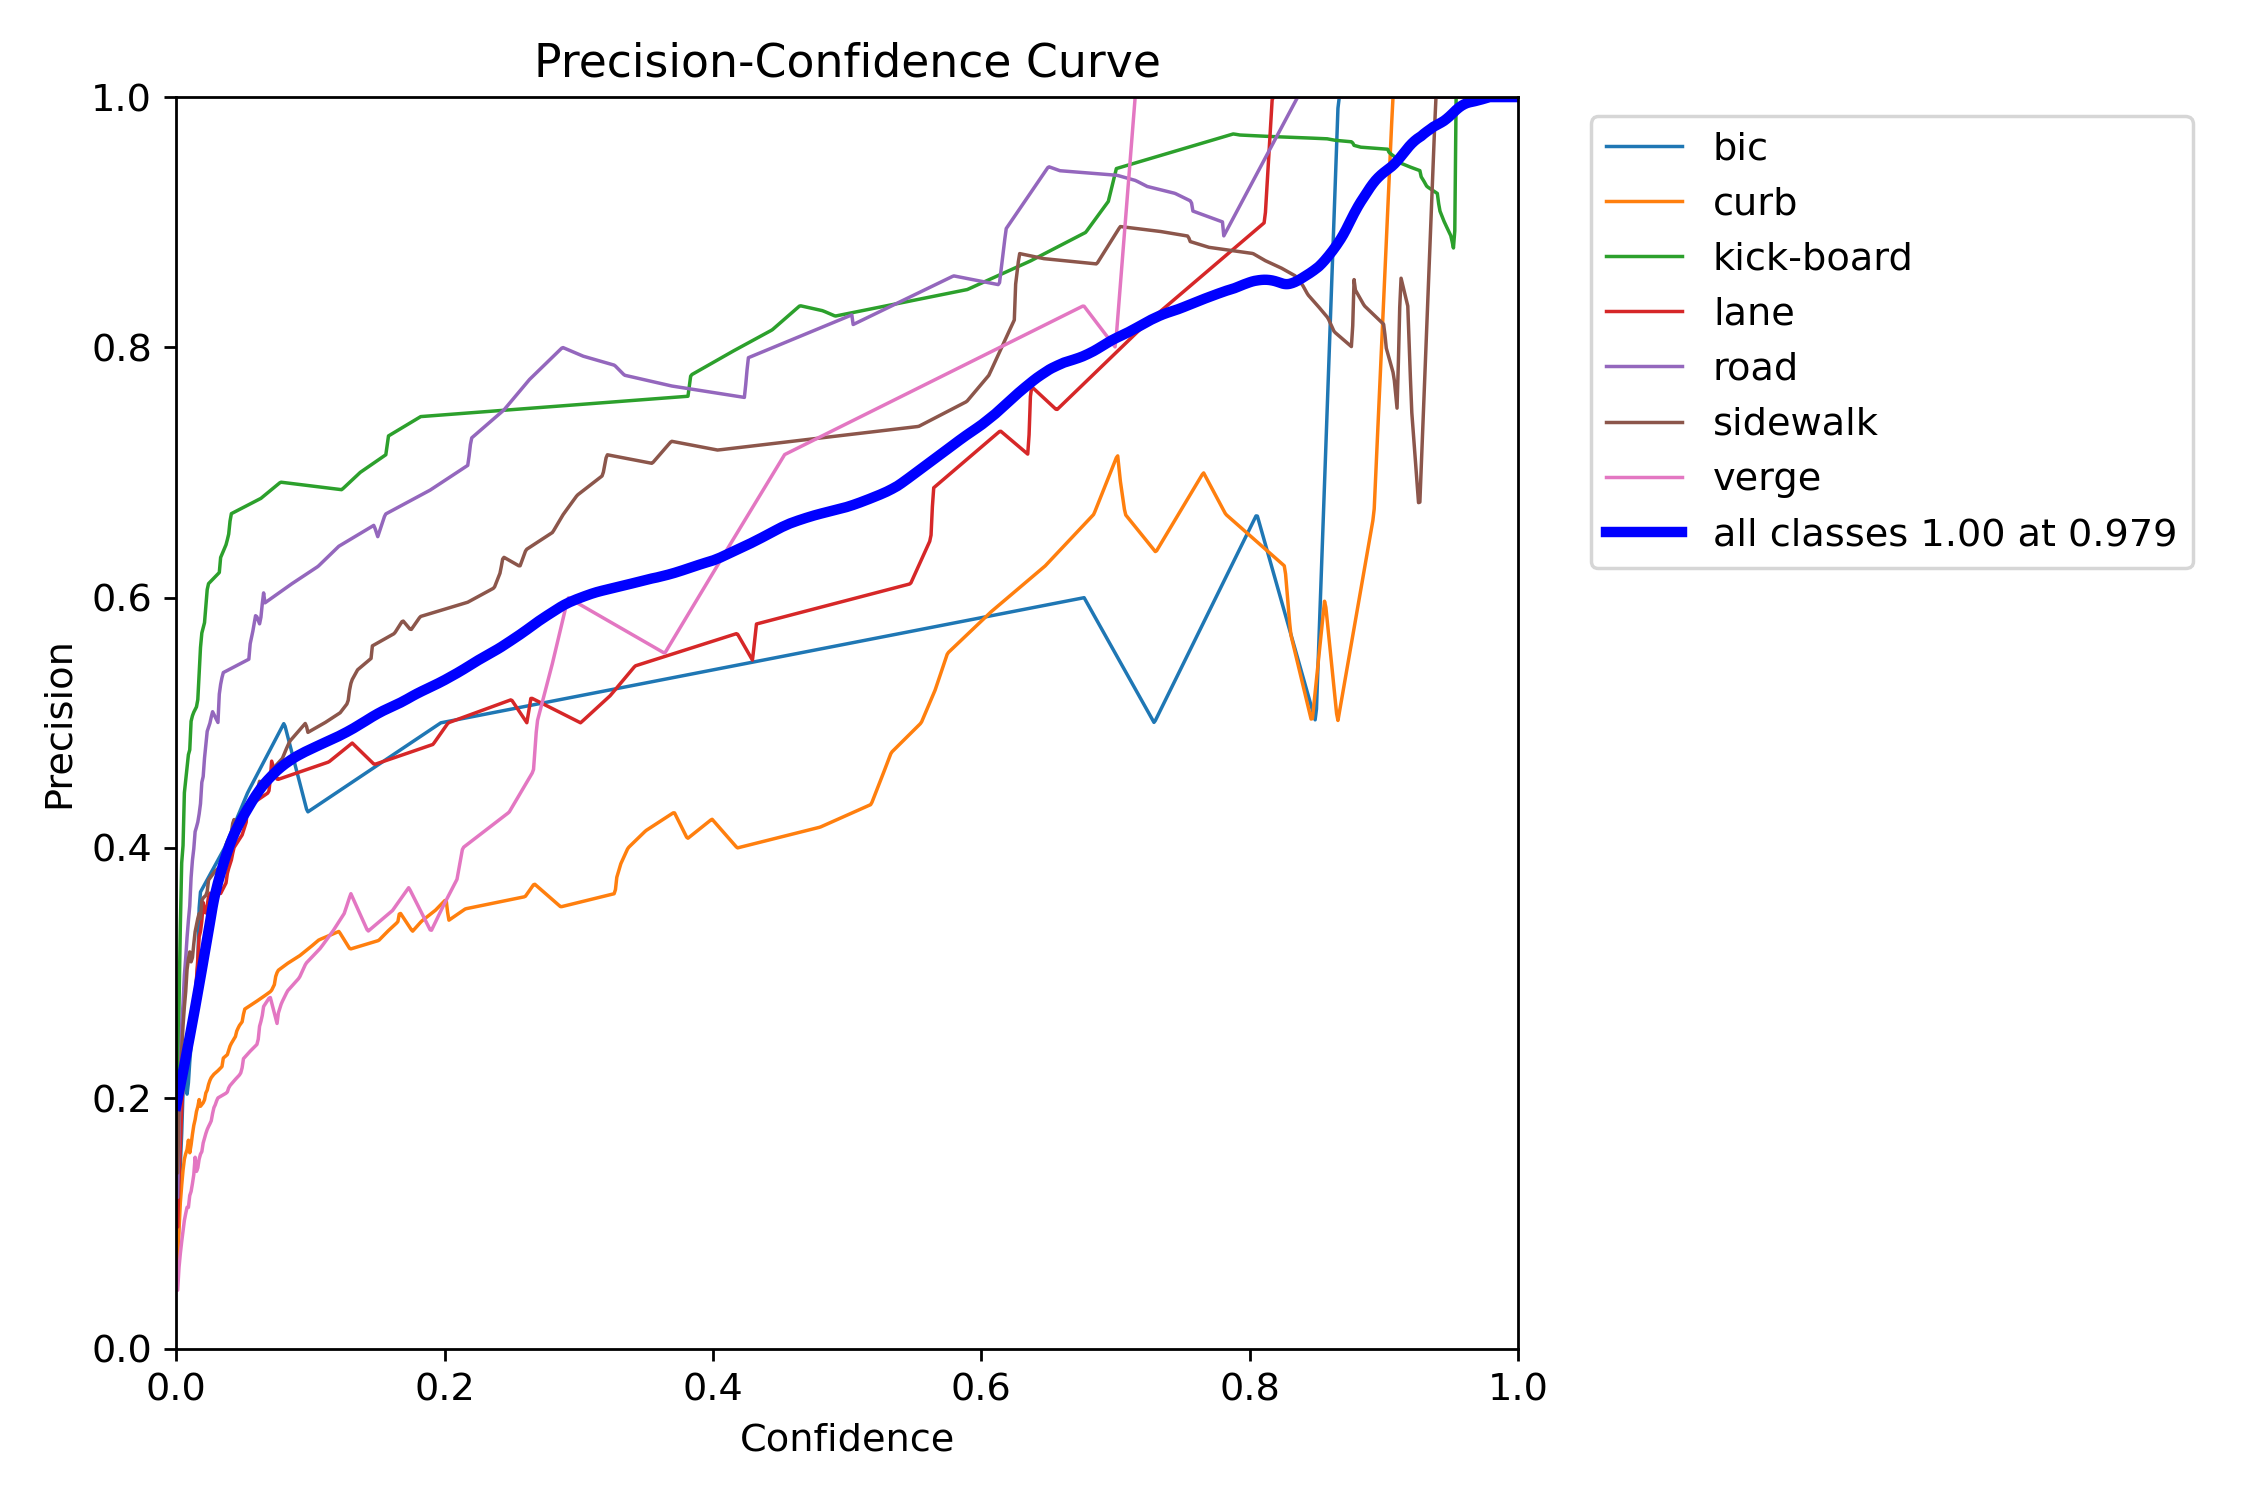 Precision-Confidence Curve
1.0
0.8
0.6
0.4
0.2
0.0
Precision
0.0 0.2 0.4 0.6 0.8 1.0
Confidence
bic
curb
kick-board
lane
road
sidewalk
verge
all classes 1.00 at 0.979